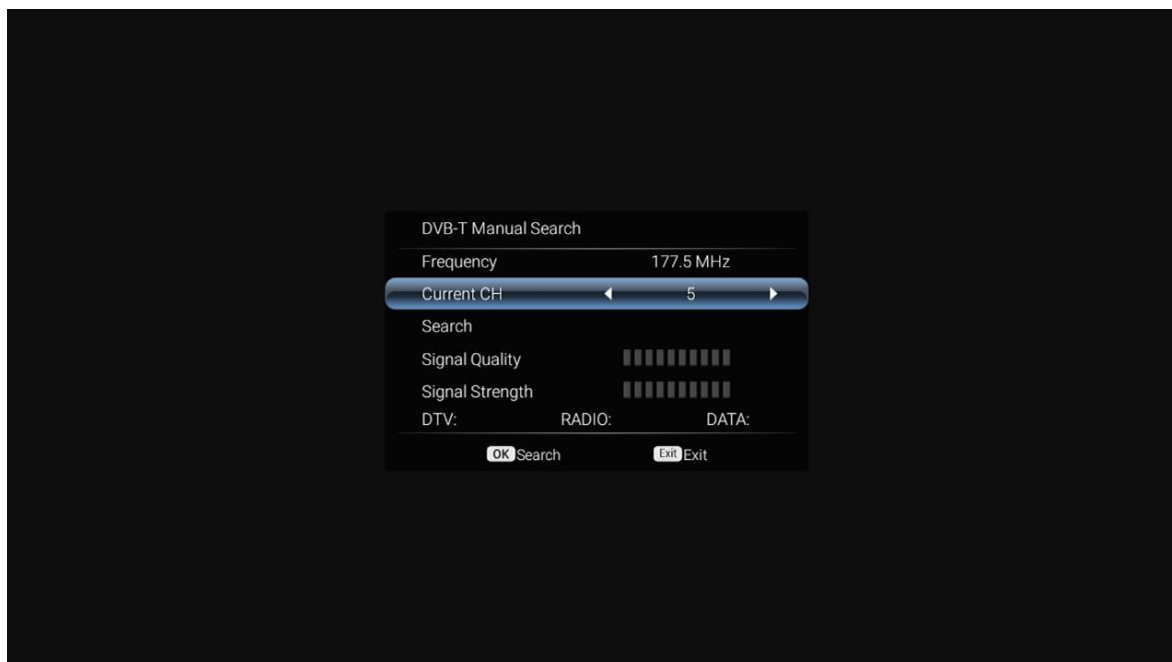 DVB-T Manual Search
Frequency 177.5 MHz
Current CH 5
Search
Signal Quality
Signal Strength
DTV: RADIO: DATA:
OK Search Exit Exit